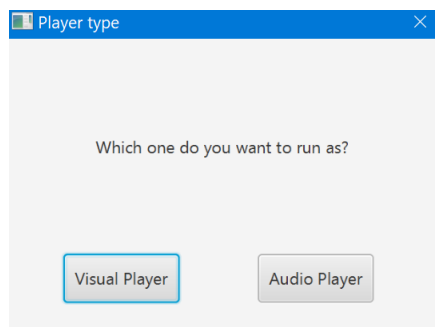 Player type
Which one do you want to run as?
Visual Player
Audio Player